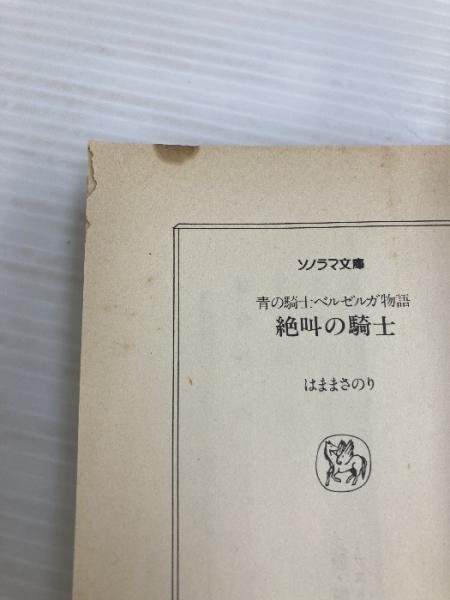 ソノラマ文庫
青の騎士ベルゼルガ物語
絶叫の騎士
はままさのり